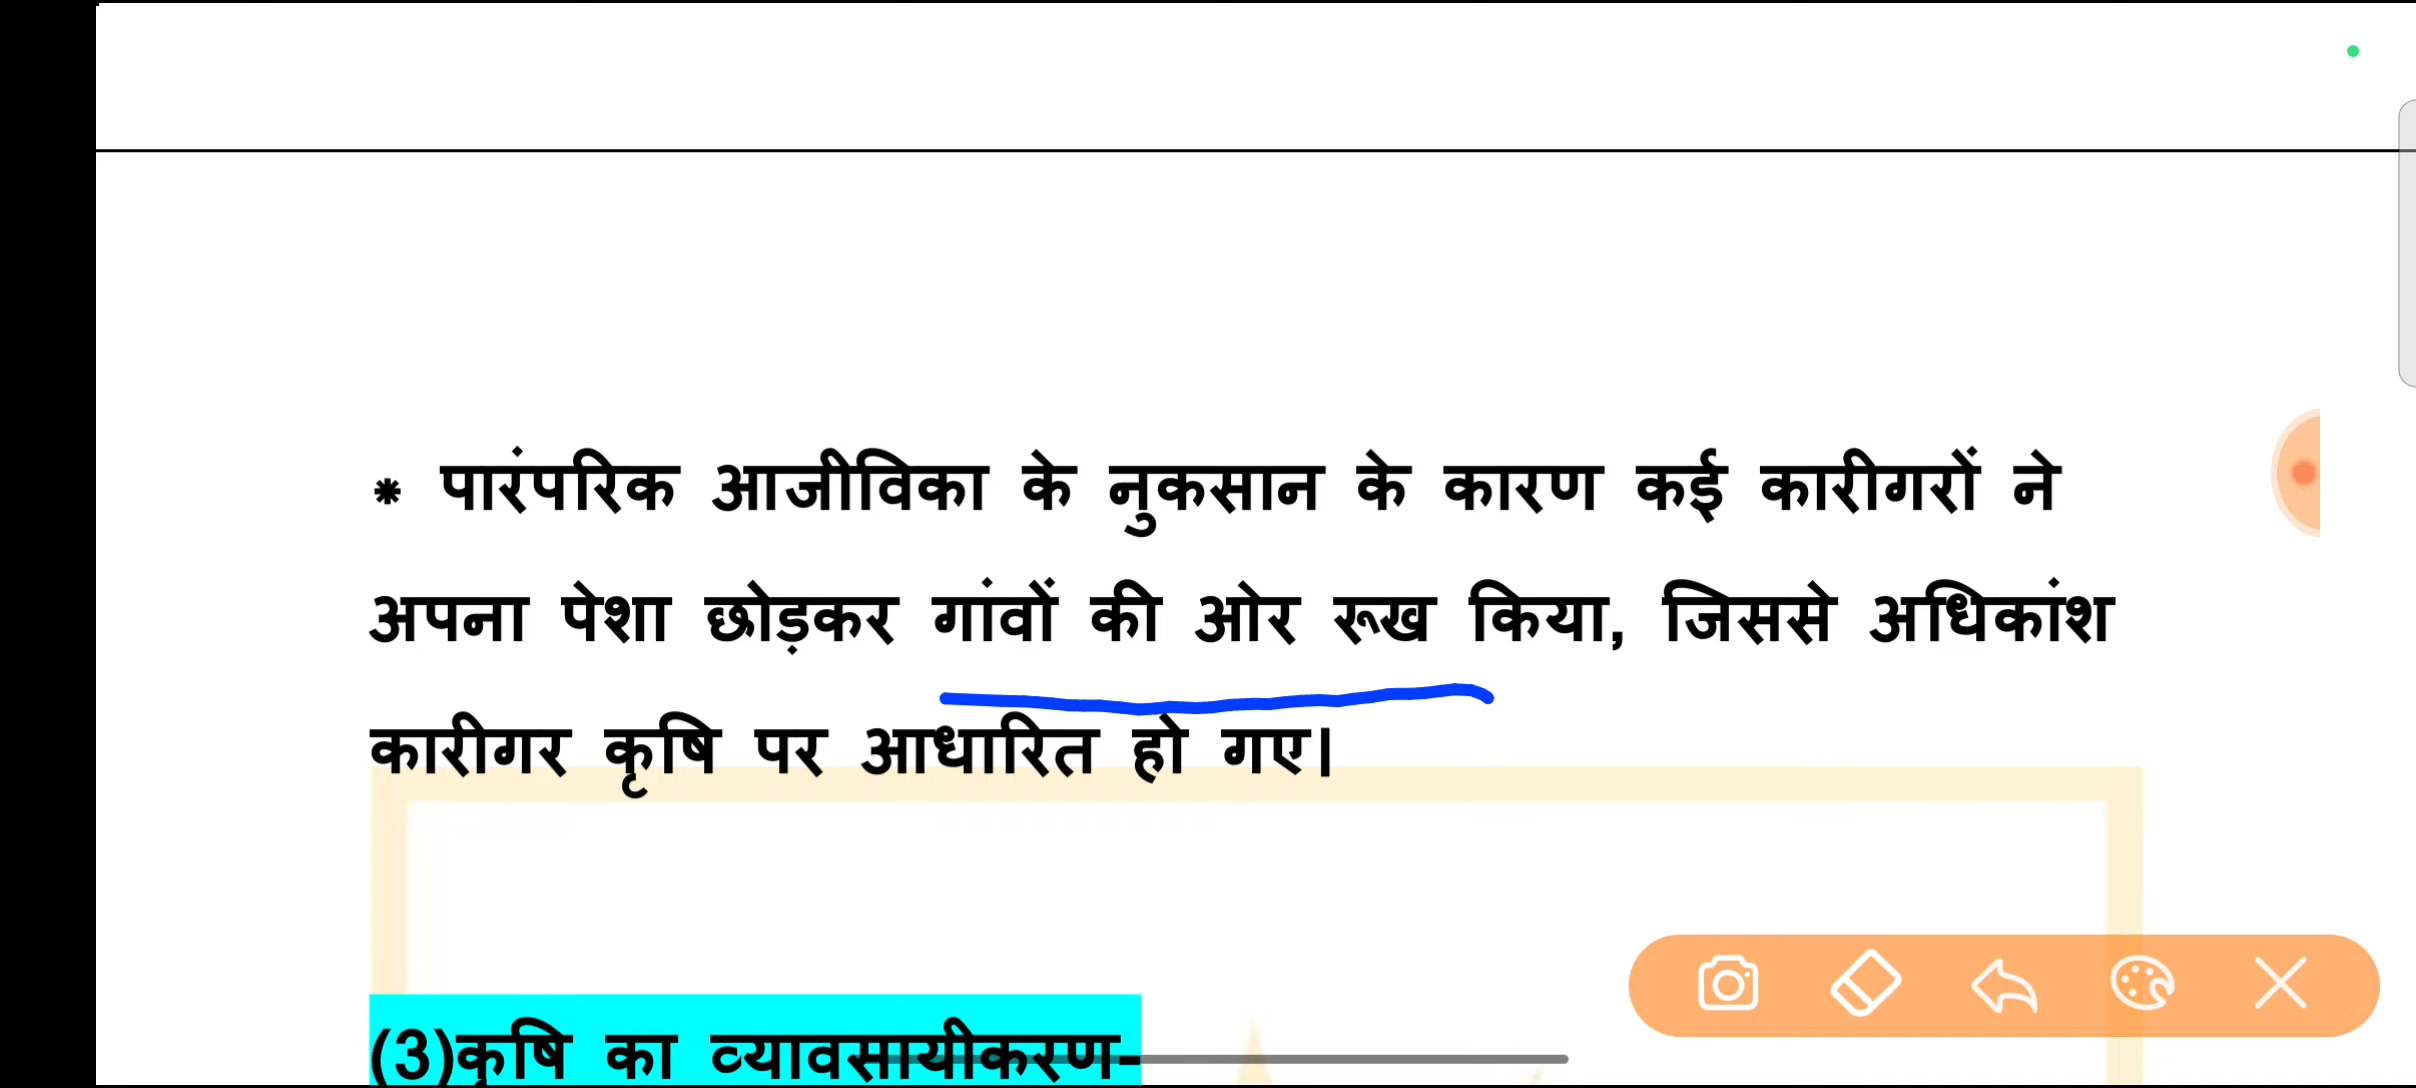 * पारंपरिक आजीविका के नुकसान के कारण कई कारीगरों ने
अपना पेशा छोड़कर गांवों की ओर रूख किया, जिससे अधिकांश
कारीगर कृषि पर आधारित हो गए।
(3)कृषि का व्यावसायीकरण-